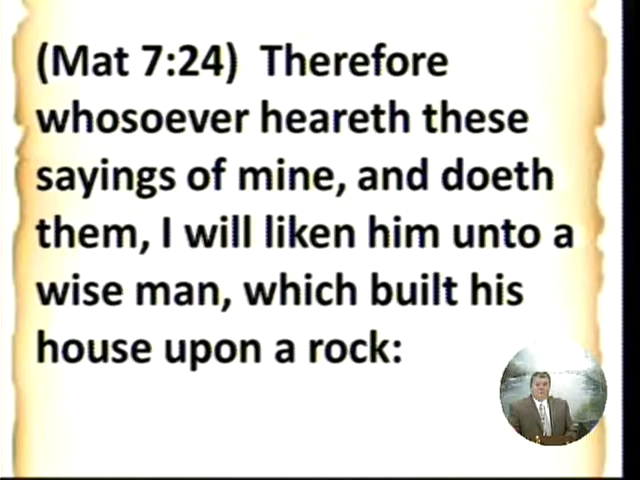 (Mat 7:24) Therefore
whosoever heareth these
sayings of mine, and doeth
them, I will liken him unto a
wise man, which built his
house upon a rock: